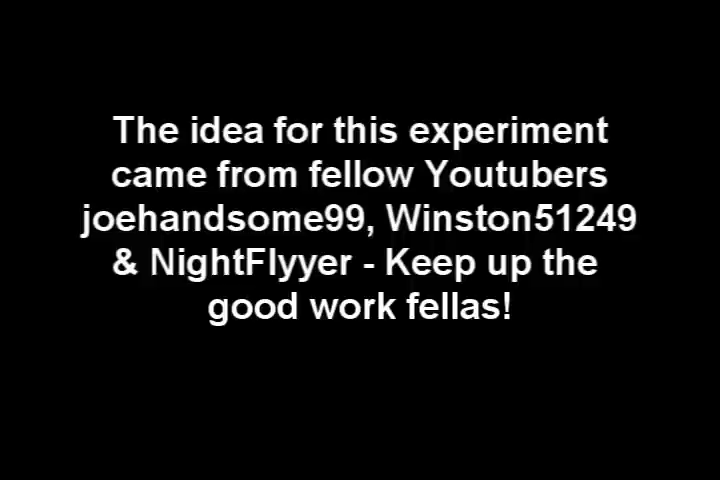 The idea for this experiment
came from fellow Youtubers
joehandsome99, Winston51249
& NightFlyyer - Keep up the
good work fellas!